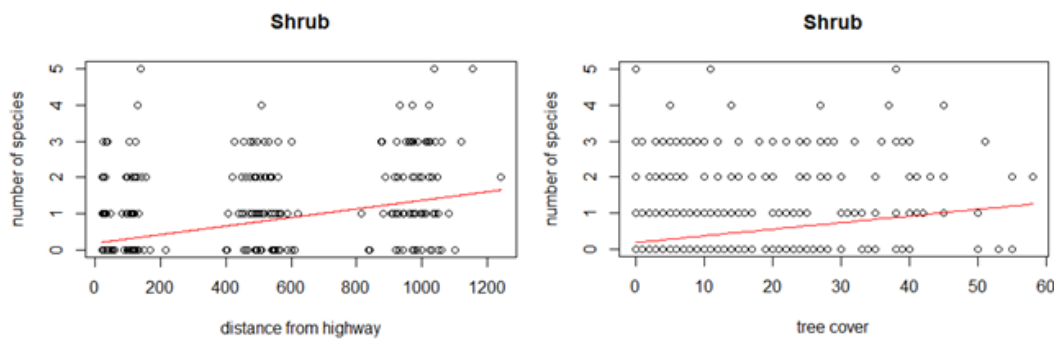 Shrub
number of species
5
4
3
2
1
0
0 200 400 600 800 1000 1200
distance from highway
Shrub
number of species
5
4
3
2
1
0
0 10 20 30 40 50 60
tree cover